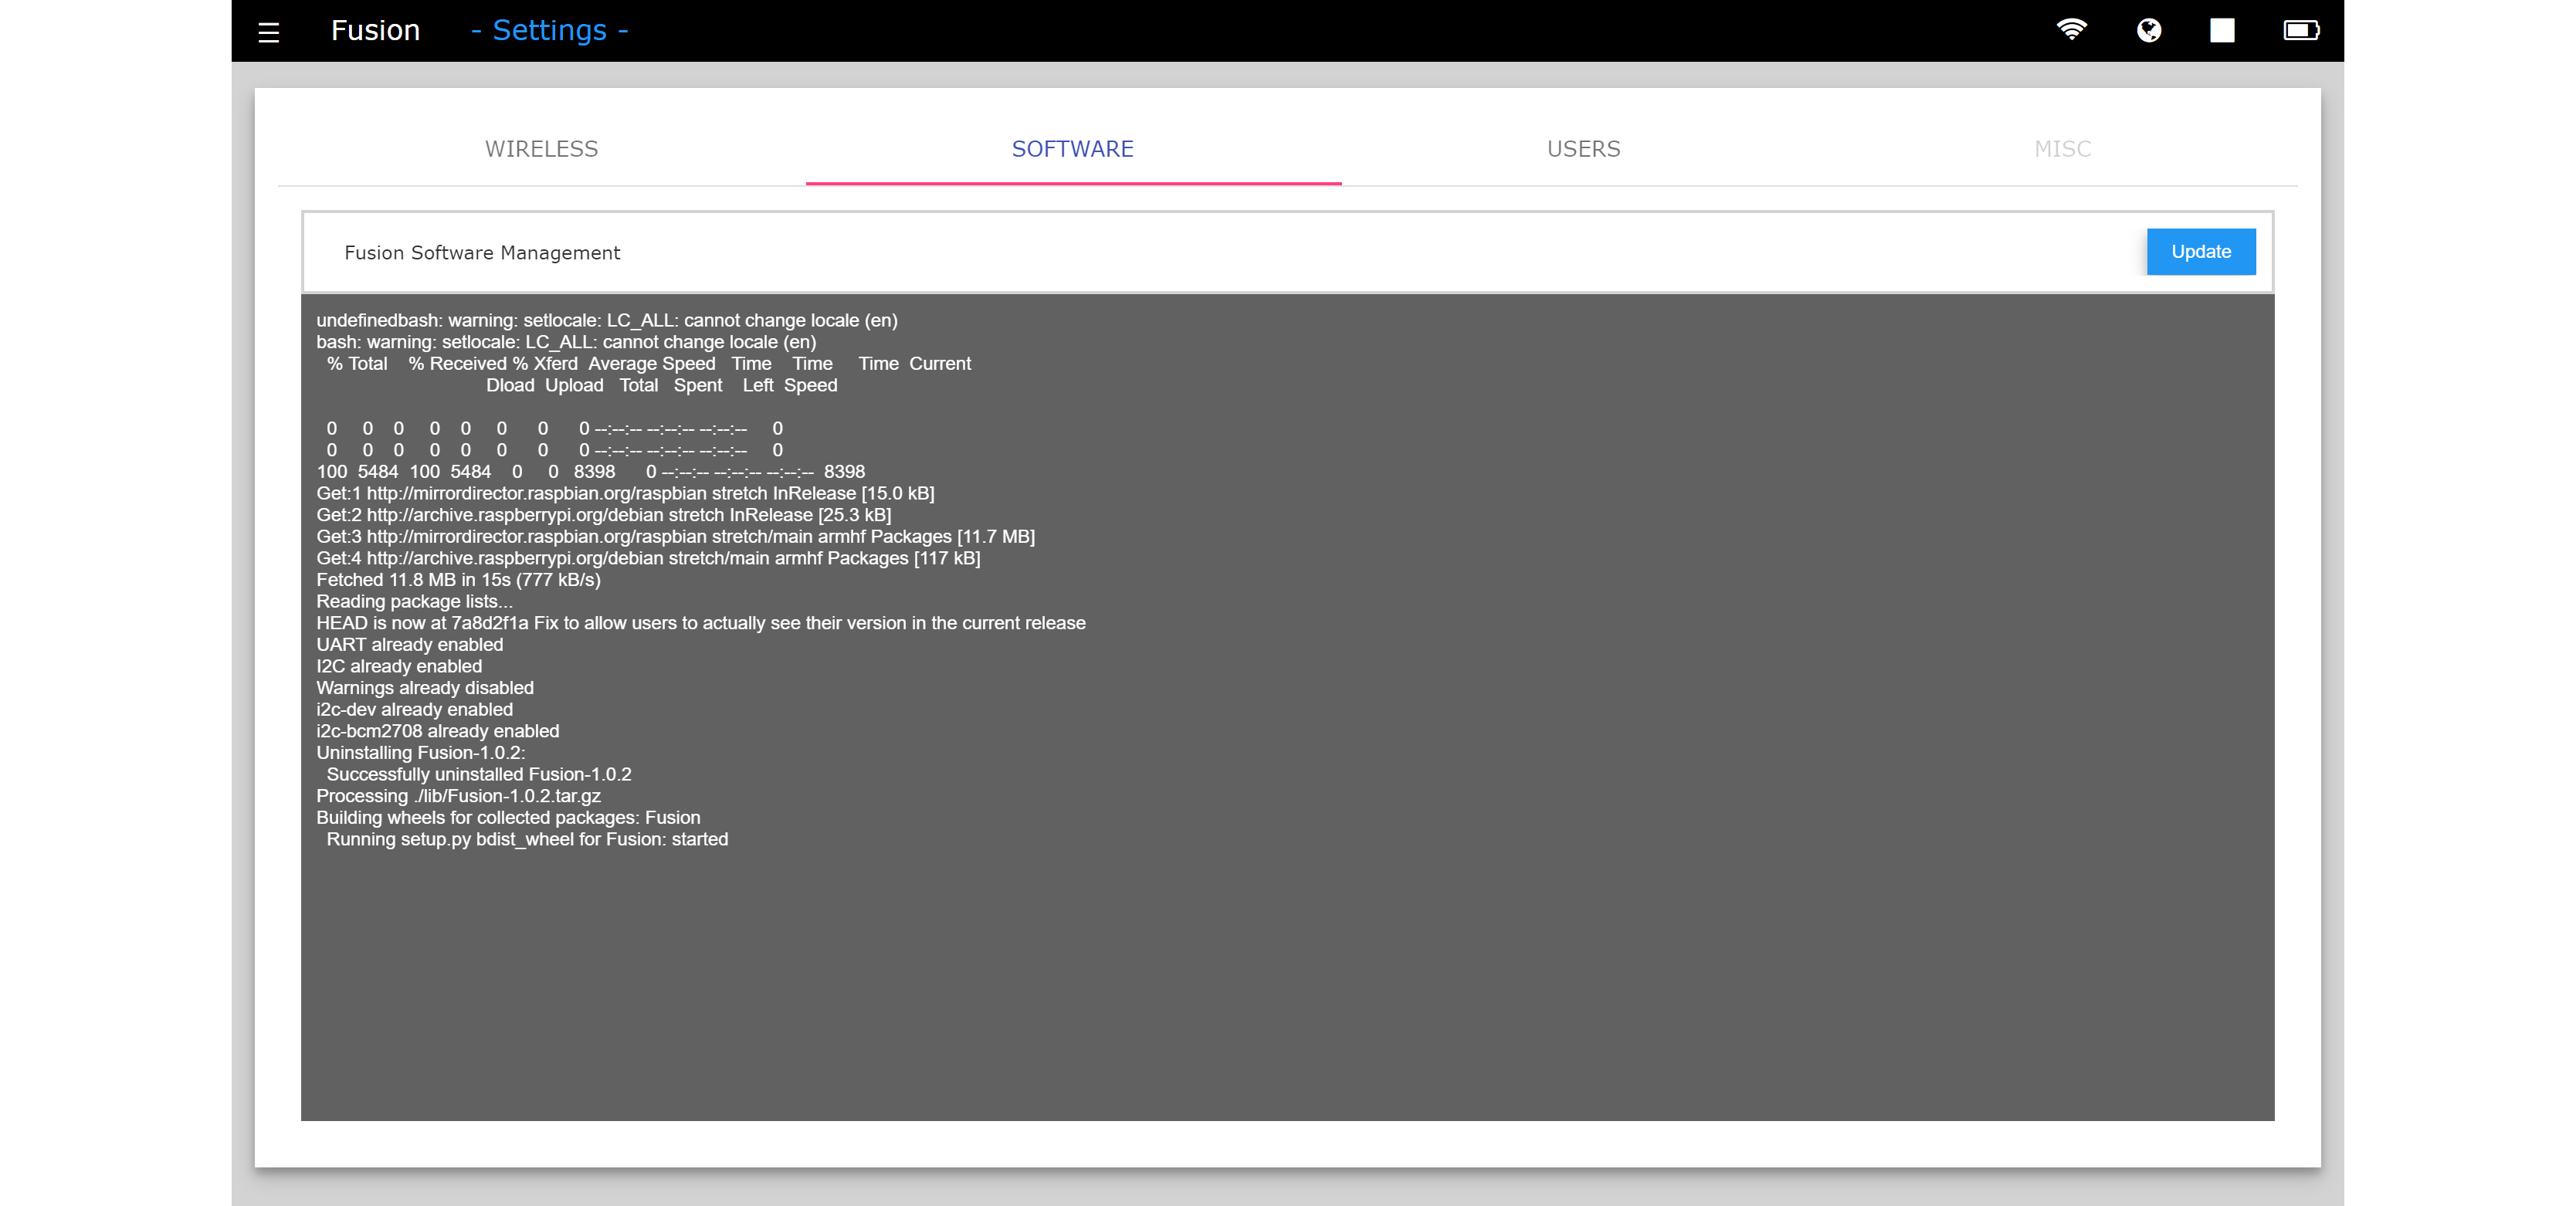 Fusion - Settings -
WIRELESS SOFTWARE USERS MISC
Fusion Software Management Update
undefinedbash: warning: setlocale: LC_ALL: cannot change locale (en)
bash: warning: setlocale: LC_ALL: cannot change locale (en)
% Total % Received % Xferd Average Speed Time Time Time Current
Dload Upload Total Spent Left Speed
0 0 0 0 0 0 0 0 --:--:-- --:--:-- --:--:-- 0
0 0 0 0 0 0 0 0 --:--:-- --:--:-- --:--:-- 0
100 5484 100 5484 0 0 8398 0 --:--:-- --:--:-- --:--:-- 8398
Get:1 http://mirrordirector.raspbian.org/raspbian stretch InRelease [15.0 kB]
Get:2 http://archive.raspberrypi.org/debian stretch InRelease [25.3 kB]
Get:3 http://mirrordirector.raspbian.org/raspbian stretch/main armhf Packages [11.7 MB]
Get:4 http://archive.raspberrypi.org/debian stretch/main armhf Packages [117 kB]
Fetched 11.8 MB in 15s (777 kB/s)
Reading package lists...
HEAD is now at 7a8d2f1a Fix to allow users to actually see their version in the current release
UART already enabled
I2C already enabled
Warnings already disabled
i2c-dev already enabled
i2c-bcm2708 already enabled
Uninstalling Fusion-1.0.2:
Successfully uninstalled Fusion-1.0.2
Processing ./lib/Fusion-1.0.2.tar.gz
Building wheels for collected packages: Fusion
Running setup.py bdist_wheel for Fusion: started